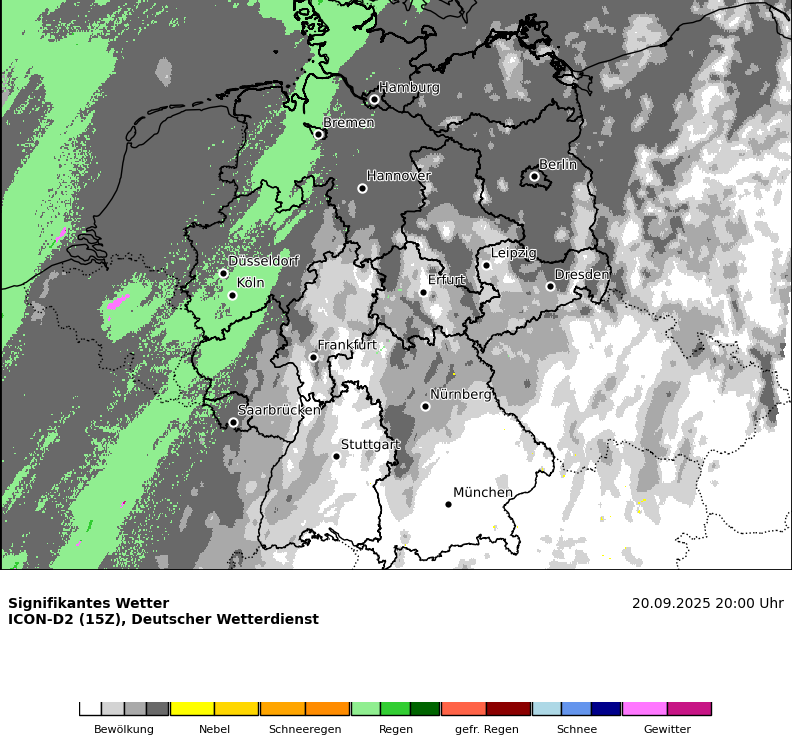 Hamburg
Bremen
Berlin
Hannover
Düsseldorf
Leipzig
Köln
Erfurt
Dresden
Frankfurt
Nürnberg
Saarbrücken
Stuttgart
München
Signifikantes Wetter
20.09.2025 20:00 Uhr
ICON-D2 (15Z), Deutscher Wetterdienst
Bewölkung Nebel Schneeregen Regen gefr. Regen Schnee Gewitter